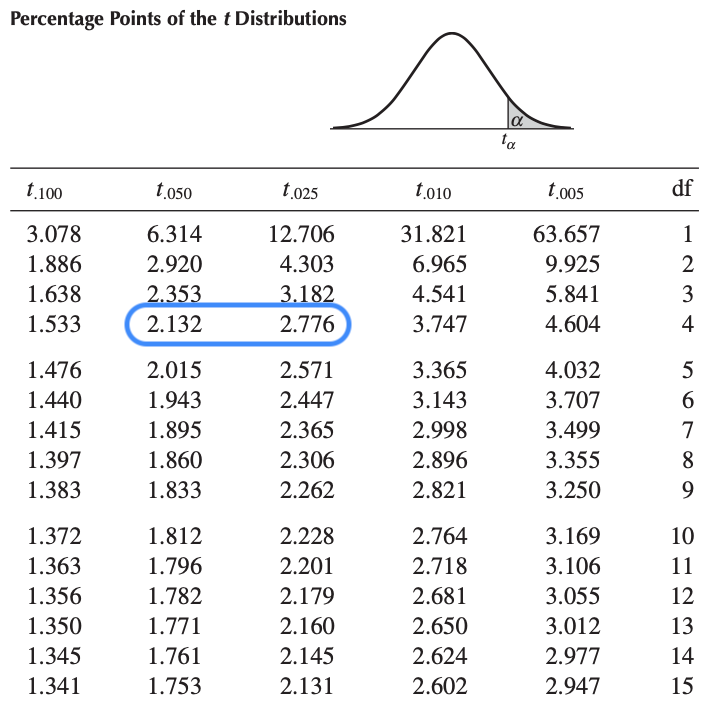 Percentage Points of the t Distributions
α
tα
t.100 t.050 t.025 t.010 t.005 df
3.078 6.314 12.706 31.821 63.657 1
1.886 2.920 4.303 6.965 9.925 2
1.638 2.353 3.182 4.541 5.841 3
1.533 2.132 2.776 3.747 4.604 4
1.476 2.015 2.571 3.365 4.032 5
1.440 1.943 2.447 3.143 3.707 6
1.415 1.895 2.365 2.998 3.499 7
1.397 1.860 2.306 2.896 3.355 8
1.383 1.833 2.262 2.821 3.250 9
1.372 1.812 2.228 2.764 3.169 10
1.363 1.796 2.201 2.718 3.106 11
1.356 1.782 2.179 2.681 3.055 12
1.350 1.771 2.160 2.650 3.012 13
1.345 1.761 2.145 2.624 2.977 14
1.341 1.753 2.131 2.602 2.947 15